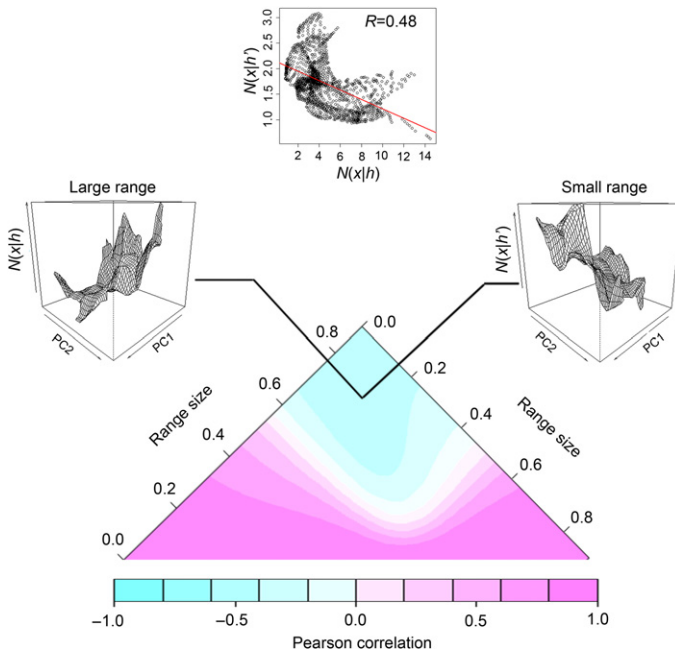 R=0.48
N(x|h')
3.0
2.5
2.0
1.5
1.0
2 4 6 8 10 12 14
N(x|h)
Large range
Small range
N(x|h)
PC2
PC1
N(x|h')
PC2
PC1
0.8
0.6
0.4
0.2
0.0
Range size
0.0
0.2
0.4
0.6
0.8
Range size
–1.0 –0.5 0.0 0.5 1.0
Pearson correlation